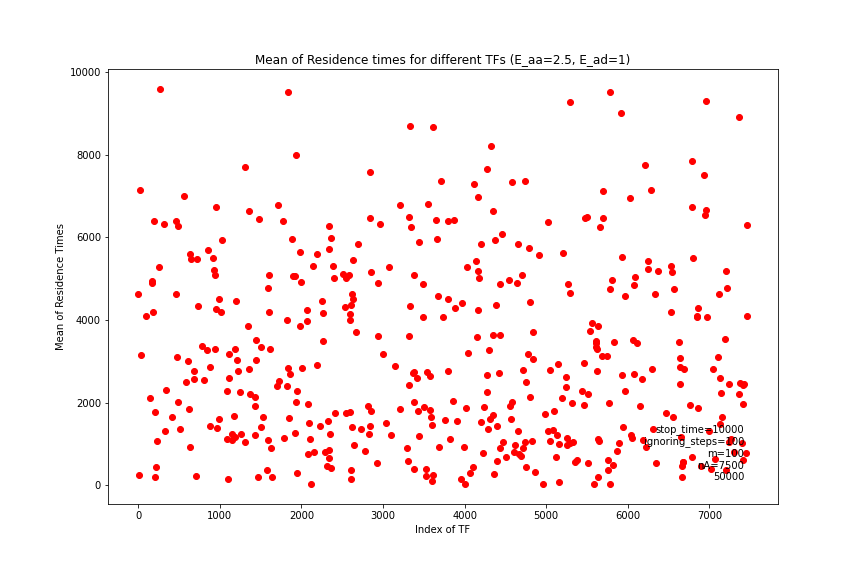 Mean of Residence times for different TFs (E_aa=2.5, E_ad=1)
10000
8000
6000
4000
2000
0
Mean of Residence Times
stop_time=10000
ignoring_steps=100
m=100
nA=7500
50000
0 1000 2000 3000 4000 5000 6000 7000
Index of TF